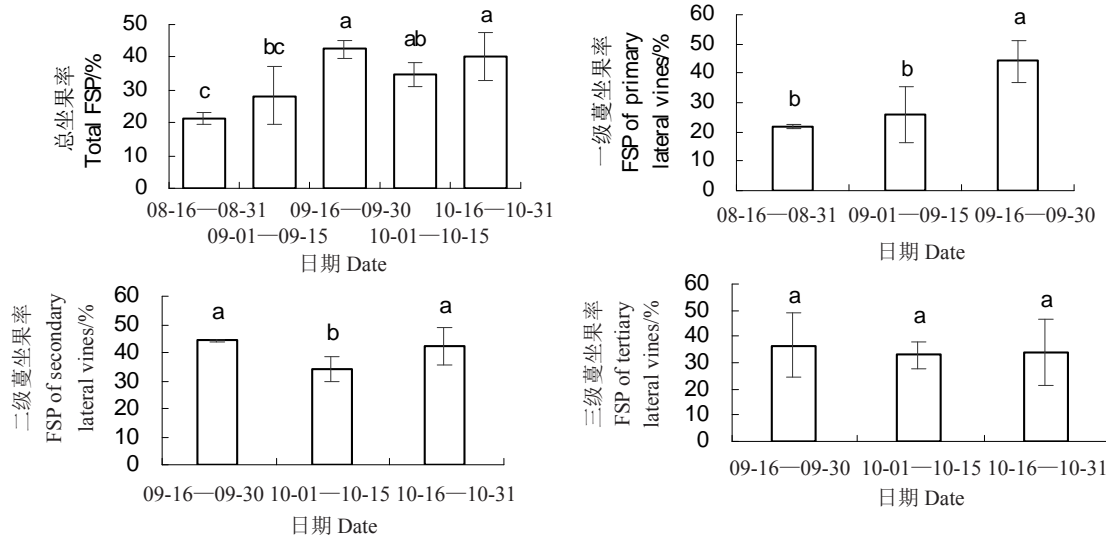 总坐果率
Total FSP/%
50
40
30
20
10
0
c
bc
a
ab
a
08-16—08-31
09-16—09-30
10-16—10-31
09-01—09-15
10-01—10-15
日期 Date
一级蔓坐果率
FSP of primary
lateral vines/%
60
50
40
30
20
10
0
b
b
a
08-16—08-31
09-01—09-15
09-16—09-30
日期 Date
二级蔓坐果率
FSP of secondary
lateral vines/%
60
50
40
30
20
10
0
a
b
a
09-16—09-30
10-01—10-15
10-16—10-31
日期 Date
三级蔓坐果率
FSP of tertiary
lateral vines/%
60
50
40
30
20
10
0
a
a
a
09-16—09-30
10-01—10-15
10-16—10-31
日期 Date